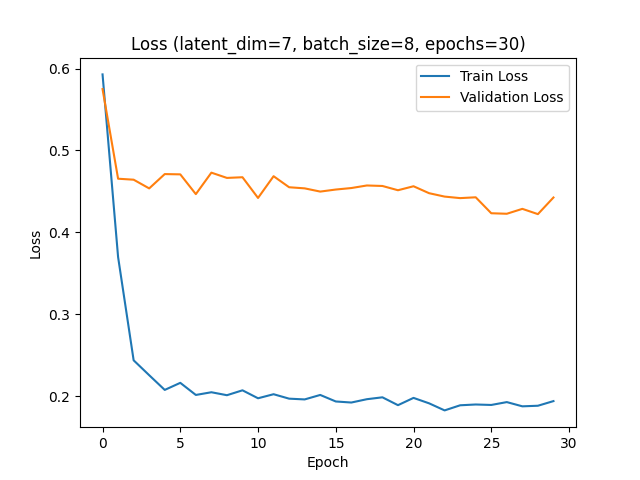 Loss (latent_dim=7, batch_size=8, epochs=30)
Train Loss
Validation Loss
0.6
0.5
0.4
0.3
0.2
Loss
0 5 10 15 20 25 30
Epoch